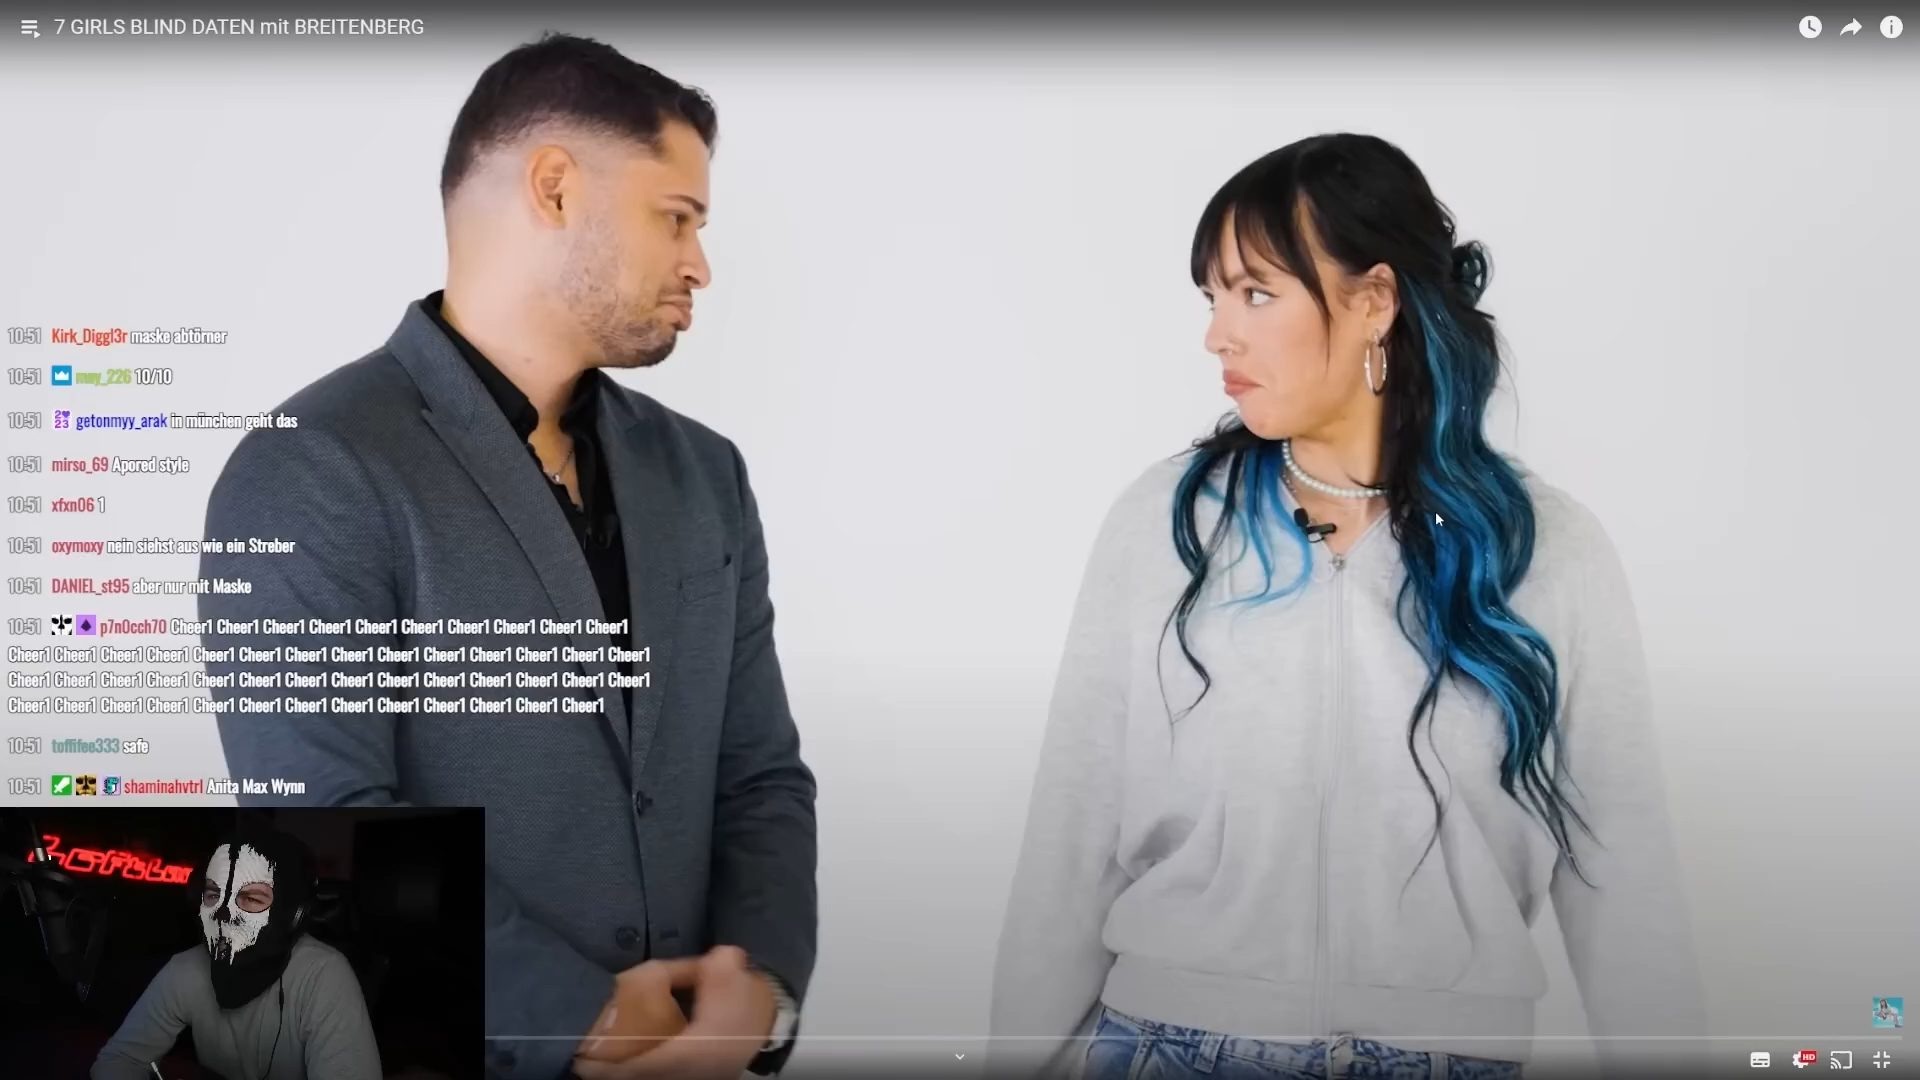 7 GIRLS BLIND DATEN mit BREITENBERG
10:51 Kirk_Diggl3r maske abtörner
10:51 may_226 10/10
10:51 getonmyy_arak in münchen geht das
10:51 mirso_69 Apored style
10:51 xfxn06 1
10:51 oxymoxy nein siehst aus wie ein Streber
10:51 DANIEL_st95 aber nur mit Maske
10:51 p7n0cch70 Cheer1 Cheer1 Cheer1 Cheer1 Cheer1 Cheer1 Cheer1 Cheer1 Cheer1 Cheer1
Cheer1 Cheer1 Cheer1 Cheer1 Cheer1 Cheer1 Cheer1 Cheer1 Cheer1 Cheer1 Cheer1 Cheer1 Cheer1 Cheer1
Cheer1 Cheer1 Cheer1 Cheer1 Cheer1 Cheer1 Cheer1 Cheer1 Cheer1 Cheer1 Cheer1 Cheer1 Cheer1 Cheer1
Cheer1 Cheer1 Cheer1 Cheer1 Cheer1 Cheer1 Cheer1 Cheer1 Cheer1 Cheer1 Cheer1 Cheer1 Cheer1
10:51 toffifee333 safe
10:51 shaminahvtrl Anita Max Wynn
HD